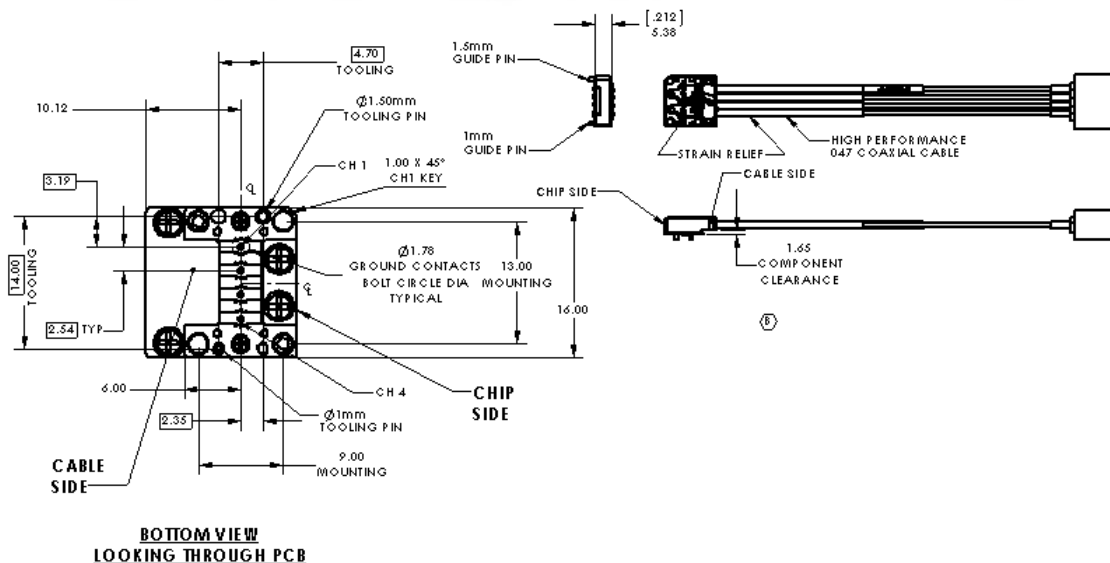 [.212]
5.38
1.5mm
GUIDE PIN
4.70
TOOLING
10.12
Ø1.50mm
TOOLING PIN
1mm
GUIDE PIN
STRAIN RELIEF
HIGH PERFORMANCE
047 COAXIAL CABLE
CH 1
1.00 X 45°
CH1 KEY
3.19
CHIP SIDE
CABLE SIDE
14.00
TOOLING
Ø1.78
GROUND CONTACTS
BOLT CIRCLE DIA
TYPICAL
13.00
MOUNTING
16.00
1.65
COMPONENT
CLEARANCE
B
2.54 TYP
6.00
CH 4
CHIP
SIDE
2.35
Ø1mm
TOOLING PIN
9.00
MOUNTING
CABLE
SIDE
BOTTOM VIEW
LOOKING THROUGH PCB